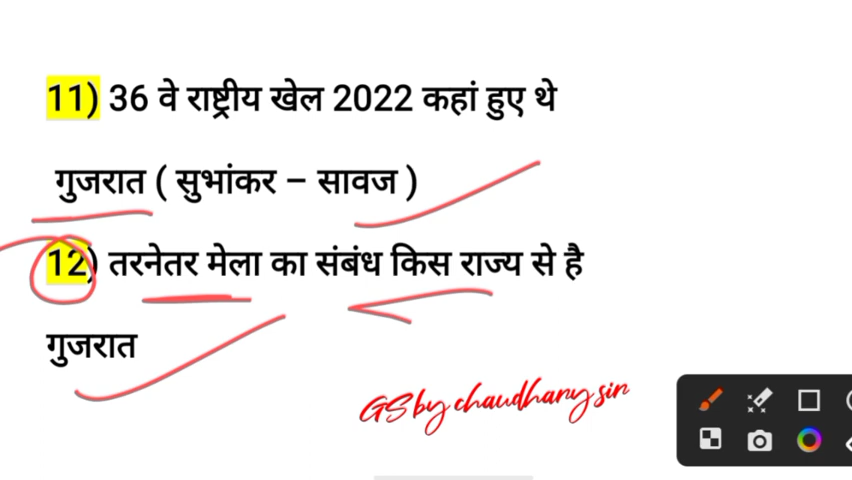 11) 36 वे राष्ट्रीय खेल 2022 कहां हुए थे
गुजरात ( सुभांकर – सावज )
12) तरनेतर मेला का संबंध किस राज्य से है
गुजरात
GS by chaudhary sir